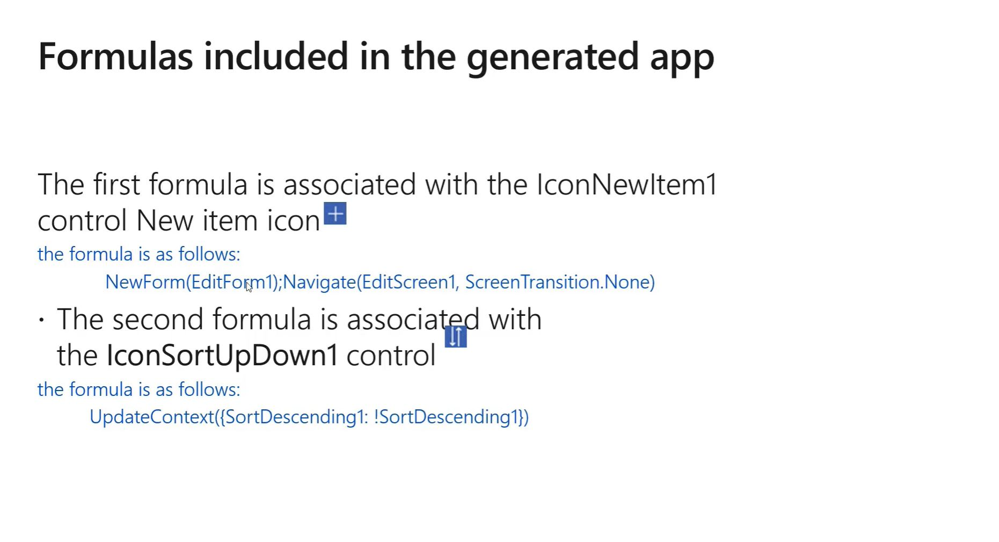 Formulas included in the generated app
The first formula is associated with the IconNewItem1
control New item icon
the formula is as follows:
NewForm(EditForm1);Navigate(EditScreen1, ScreenTransition.None)
• The second formula is associated with
the IconSortUpDown1 control
the formula is as follows:
UpdateContext({SortDescending1: !SortDescending1})